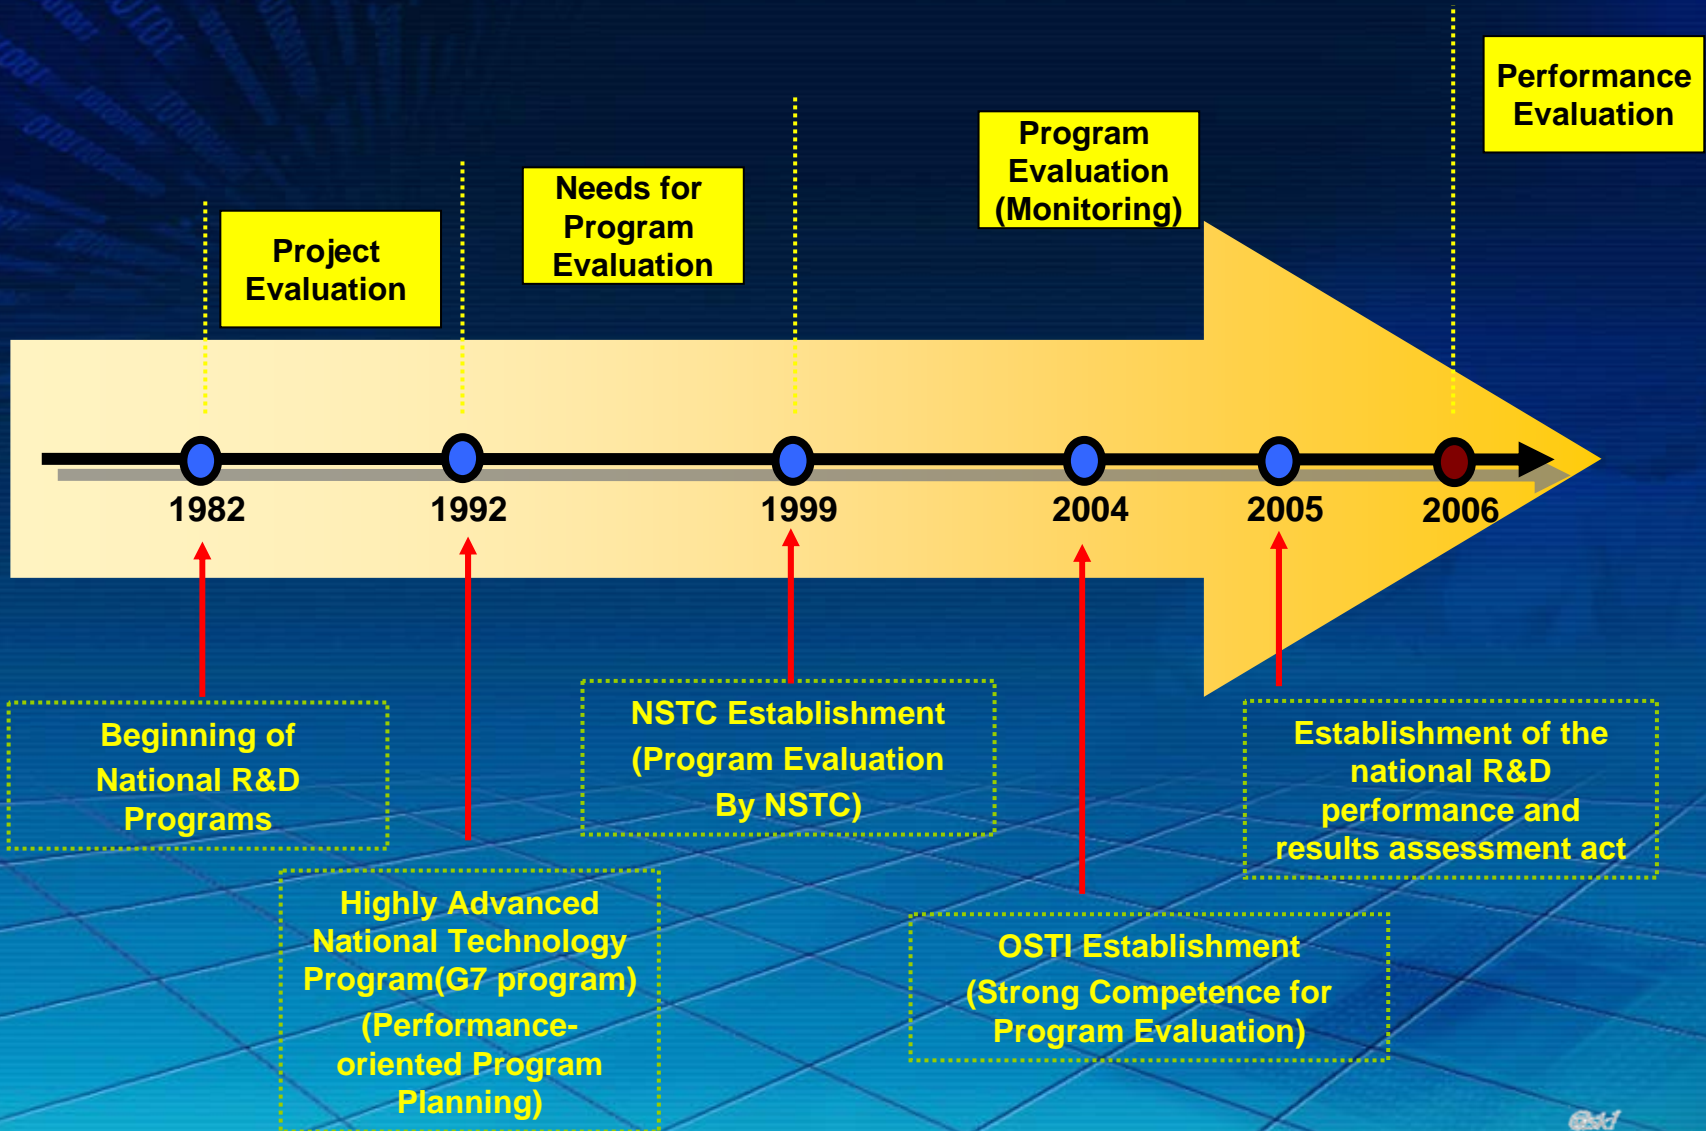 Performance
Evaluation
Program
Evaluation
(Monitoring)
Needs for
Program
Evaluation
Project
Evaluation
1982
1992
1999
2004
2005
2006
Beginning of
National R&D
Programs
Highly Advanced
National Technology
Program(G7 program)
(Performance-
oriented Program
Planning)
NSTC Establishment
(Program Evaluation
By NSTC)
OSTI Establishment
(Strong Competence for
Program Evaluation)
Establishment of the
national R&D
performance and
results assessment act